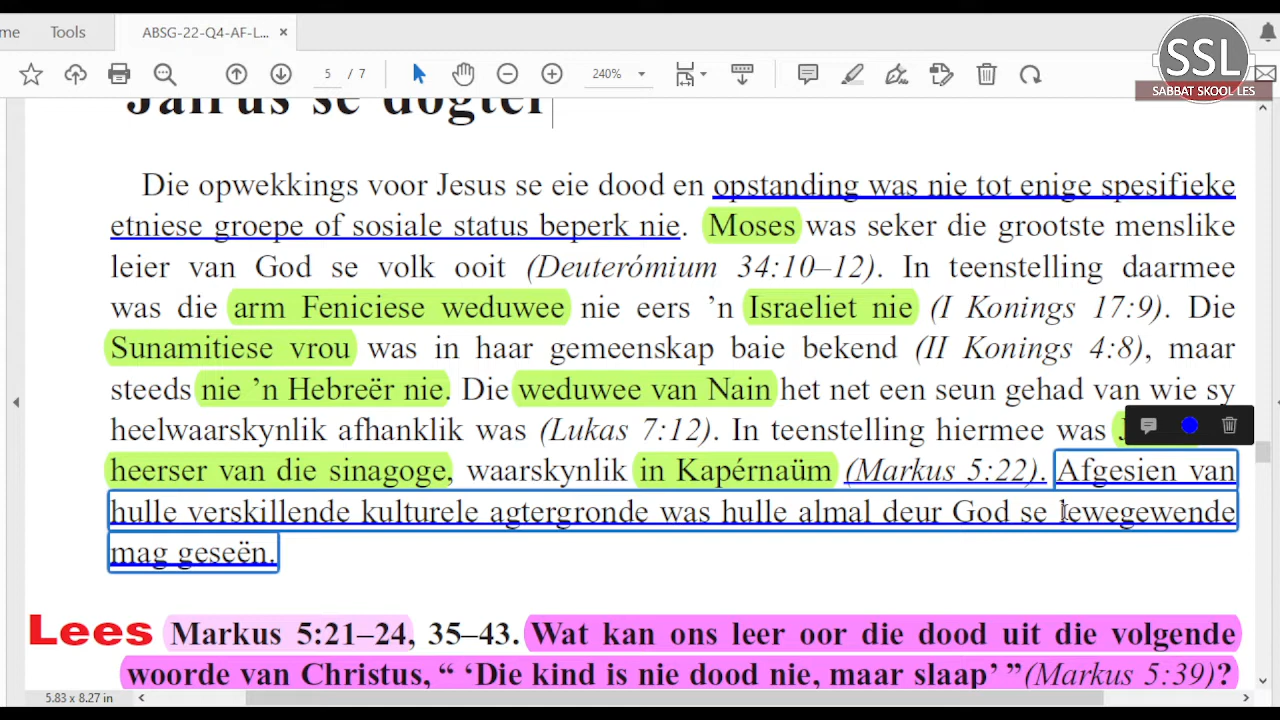 me Tools ABSG-22-Q4-AF-L... ×
5 / 7 240%
SSL
SABBAT SKOOL LES
Jaïrus se dogter
Die opwekkings voor Jesus se eie dood en opstanding was nie tot enige spesifieke
etniese groepe of sosiale status beperk nie. Moses was seker die grootste menslike
leier van God se volk ooit (Deuterómium 34:10–12). In teenstelling daarmee
was die arm Feniciese weduwee nie eers 'n Israeliet nie (I Konings 17:9). Die
Sunamitiese vrou was in haar gemeenskap baie bekend (II Konings 4:8), maar
steeds nie 'n Hebreër nie. Die weduwee van Nain het net een seun gehad van wie sy
heelwaarskynlik afhanklik was (Lukas 7:12). In teenstelling hiermee was
heerser van die sinagoge, waarskynlik in Kapérnaüm (Markus 5:22). Afgesien van
hulle verskillende kulturele agtergronde was hulle almal deur God se lewegewende
mag geseën.
Lees Markus 5:21–24, 35–43. Wat kan ons leer oor die dood uit die volgende
woorde van Christus, “ ‘Die kind is nie dood nie, maar slaap’ ”(Markus 5:39)?
5.83 x 8.27 in